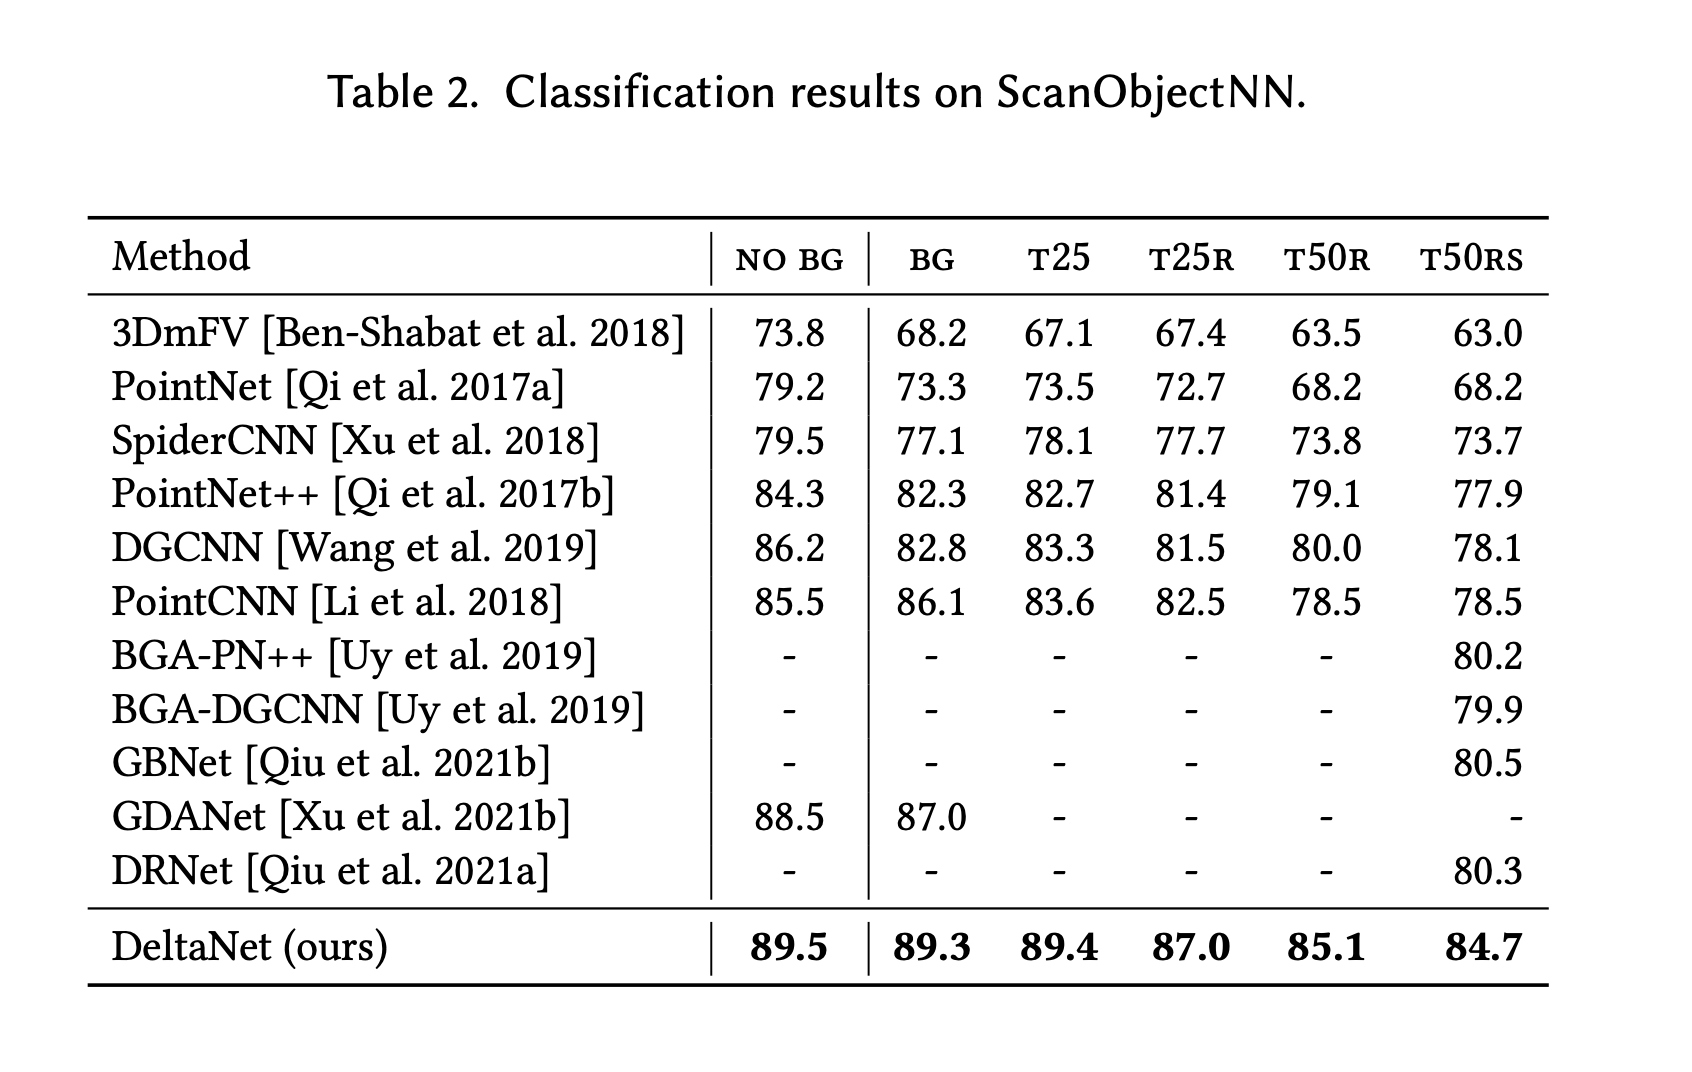 Table 2. Classification results on ScanObjectNN.
Method NO BG BG T25 T25R T50R T50RS
3DmFV [Ben-Shabat et al. 2018] 73.8 68.2 67.1 67.4 63.5 63.0
PointNet [Qi et al. 2017a] 79.2 73.3 73.5 72.7 68.2 68.2
SpiderCNN [Xu et al. 2018] 79.5 77.1 78.1 77.7 73.8 73.7
PointNet++ [Qi et al. 2017b] 84.3 82.3 82.7 81.4 79.1 77.9
DGCNN [Wang et al. 2019] 86.2 82.8 83.3 81.5 80.0 78.1
PointCNN [Li et al. 2018] 85.5 86.1 83.6 82.5 78.5 78.5
BGA-PN++ [Uy et al. 2019] - - - - - 80.2
BGA-DGCNN [Uy et al. 2019] - - - - - 79.9
GBNet [Qiu et al. 2021b] - - - - - 80.5
GDANet [Xu et al. 2021b] 88.5 87.0 - - - -
DRNet [Qiu et al. 2021a] - - - - - 80.3
DeltaNet (ours) 89.5 89.3 89.4 87.0 85.1 84.7